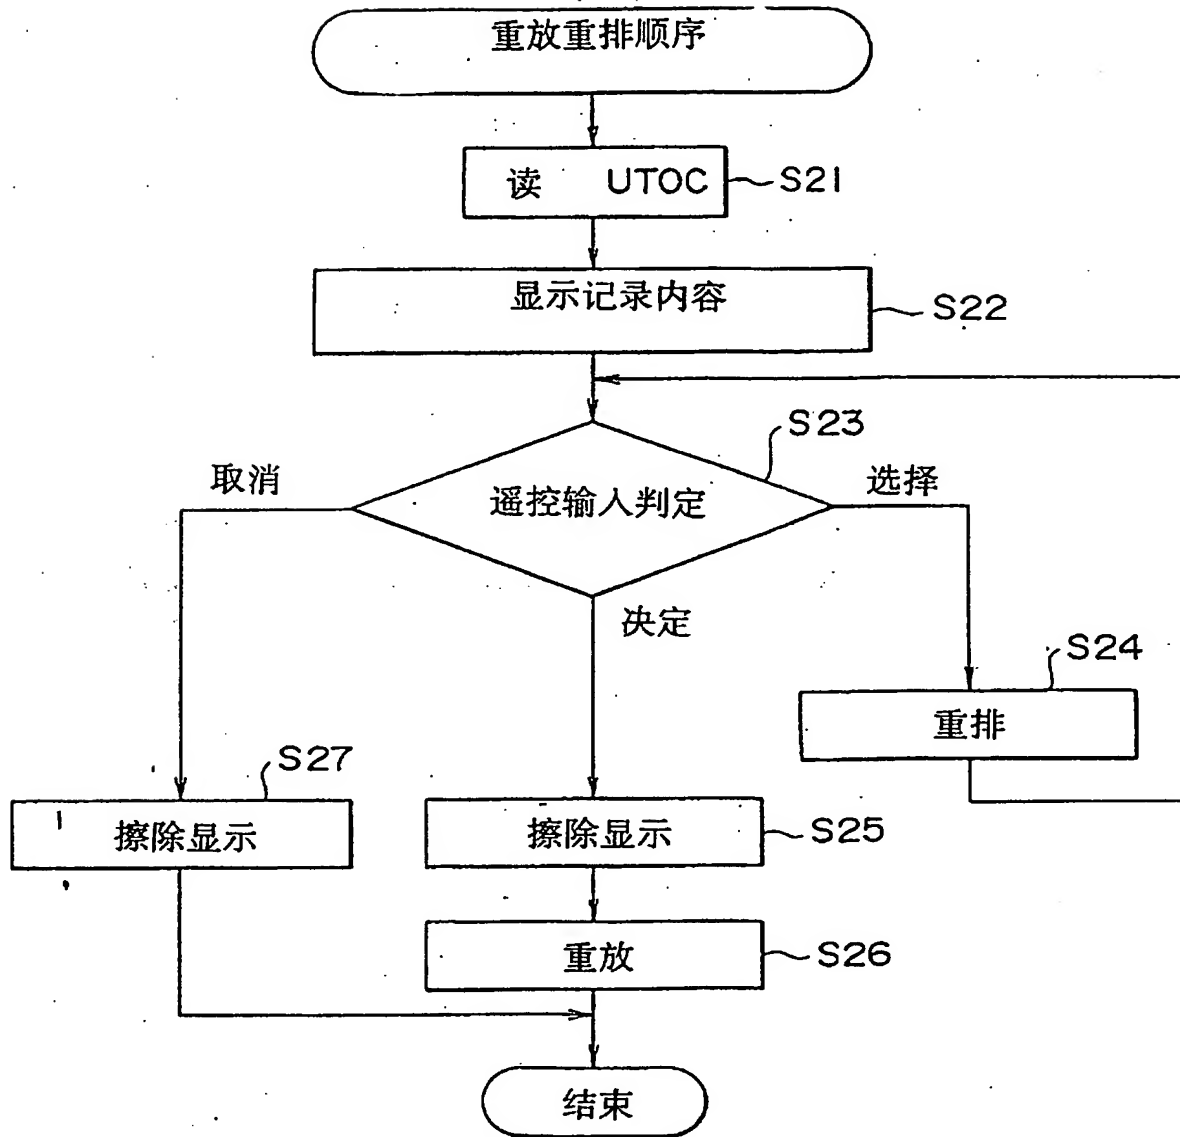 重放重排顺序
读 UTOC
S21
显示记录内容
S22
S23
取消
遥控输入判定
选择
决定
S24
重排
S27
擦除显示
擦除显示
S25
重放
S26
结束